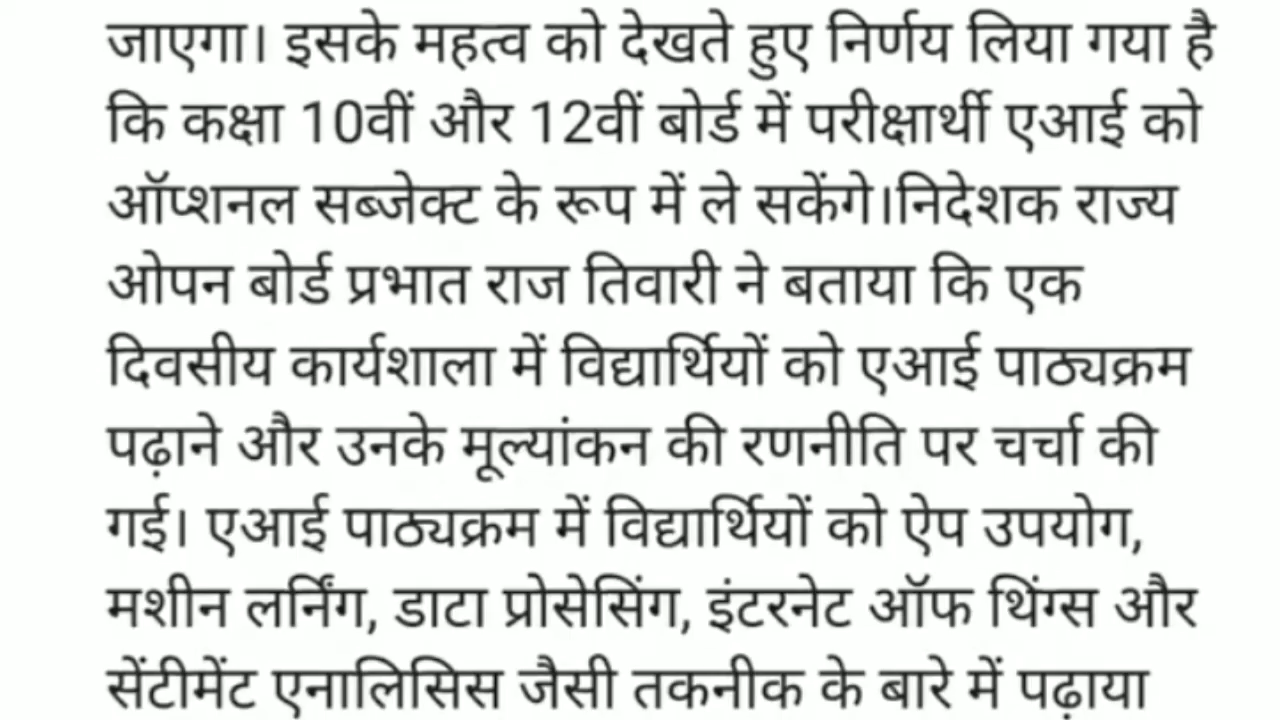 जाएगा। इसके महत्व को देखते हुए निर्णय लिया गया है
कि कक्षा 10वीं और 12वीं बोर्ड में परीक्षार्थी एआई को
ऑप्शनल सब्जेक्ट के रूप में ले सकेंगे।निदेशक राज्य
ओपन बोर्ड प्रभात राज तिवारी ने बताया कि एक
दिवसीय कार्यशाला में विद्यार्थियों को एआई पाठ्यक्रम
पढ़ाने और उनके मूल्यांकन की रणनीति पर चर्चा की
गई। एआई पाठ्यक्रम में विद्यार्थियों को ऐप उपयोग,
मशीन लर्निंग, डाटा प्रोसेसिंग, इंटरनेट ऑफ थिंग्स और
सेंटीमेंट एनालिसिस जैसी तकनीक के बारे में पढ़ाया